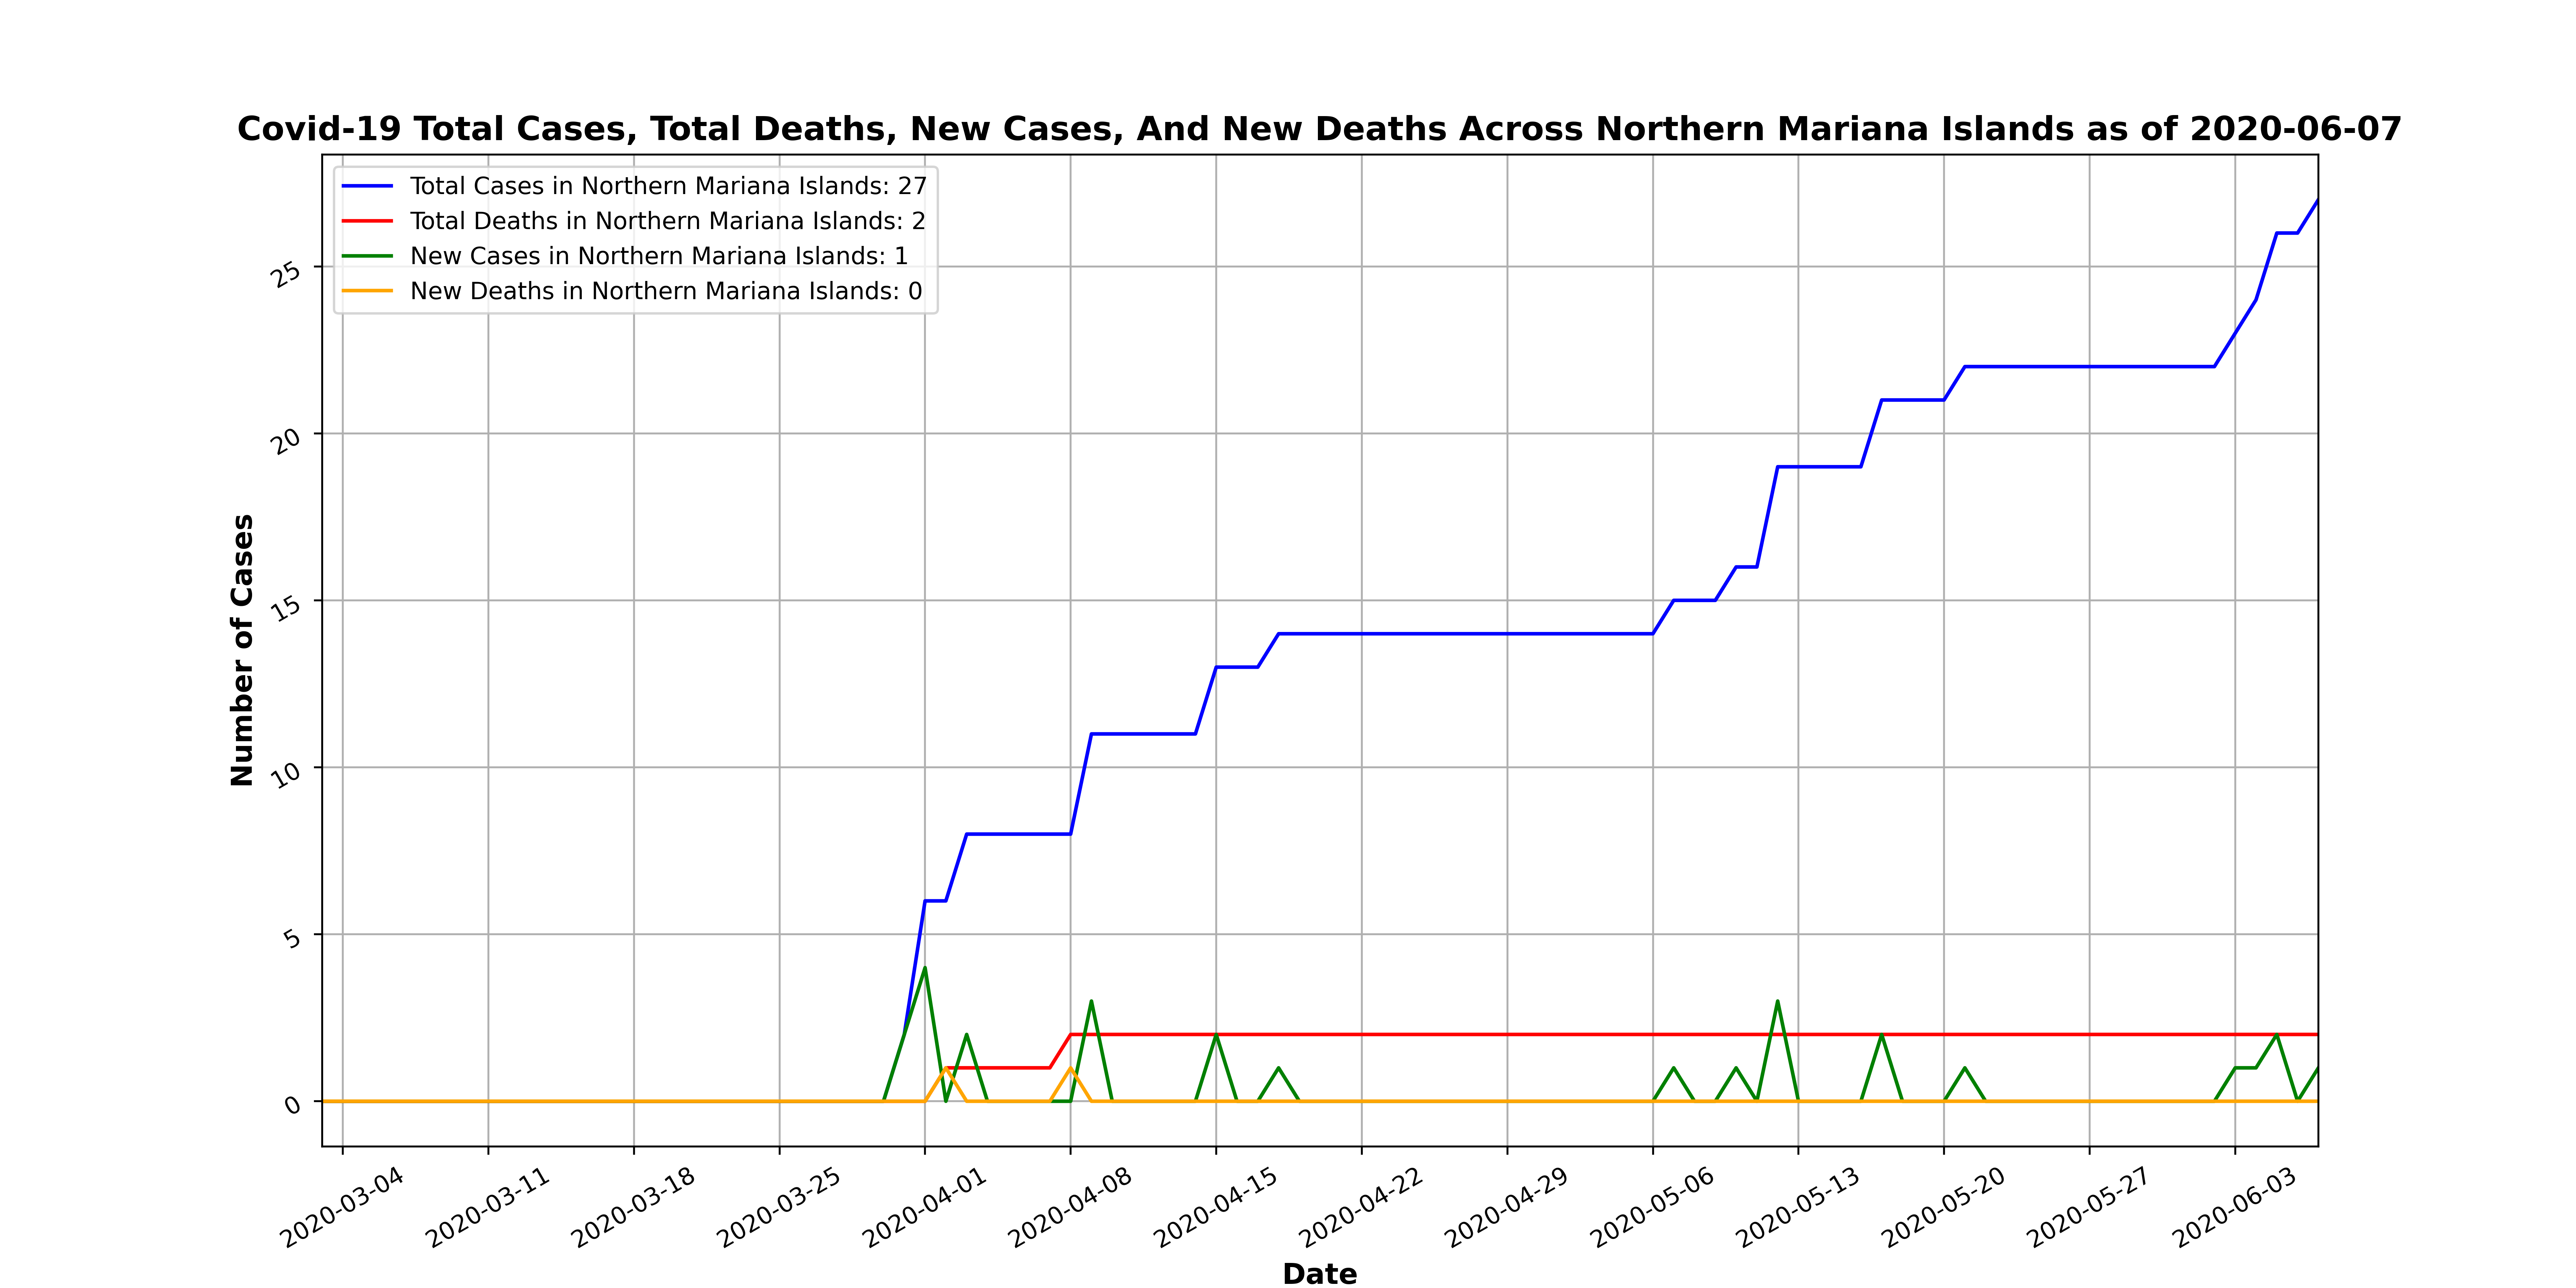 Covid-19 Total Cases, Total Deaths, New Cases, And New Deaths Across Northern Mariana Islands as of 2020-06-07
Total Cases in Northern Mariana Islands: 27
Total Deaths in Northern Mariana Islands: 2
New Cases in Northern Mariana Islands: 1
New Deaths in Northern Mariana Islands: 0
Number of Cases
25
20
15
10
5
0
2020-03-04
2020-03-11
2020-03-18
2020-03-25
2020-04-01
2020-04-08
2020-04-15
2020-04-22
2020-04-29
2020-05-06
2020-05-13
2020-05-20
2020-05-27
2020-06-03
Date